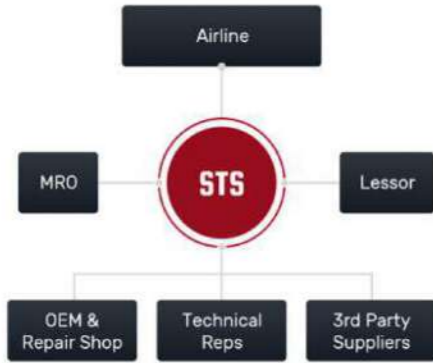 Airline
MRO
STS
Lessor
OEM &
Repair Shop
Technical
Reps
3rd Party
Suppliers